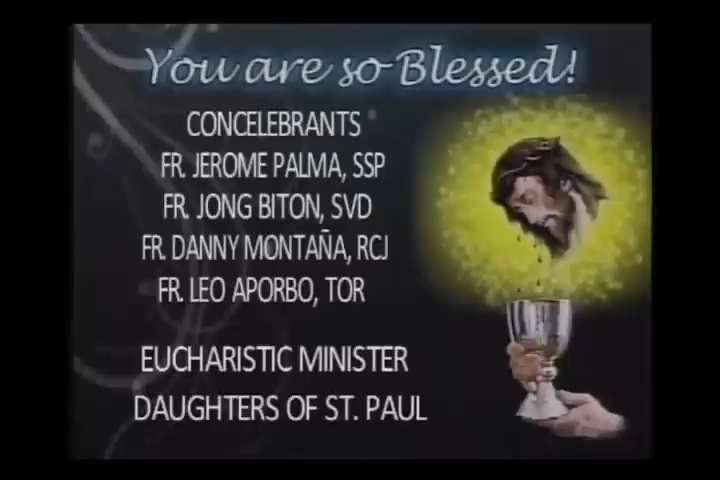 You are so Blessed!
CONCELEBRANTS
FR. JEROME PALMA, SSP
FR. JONG BITON, SVD
FR. DANNY MONTAÑA, RCJ
FR. LEO APORBO, TOR
EUCHARISTIC MINISTER
DAUGHTERS OF ST. PAUL